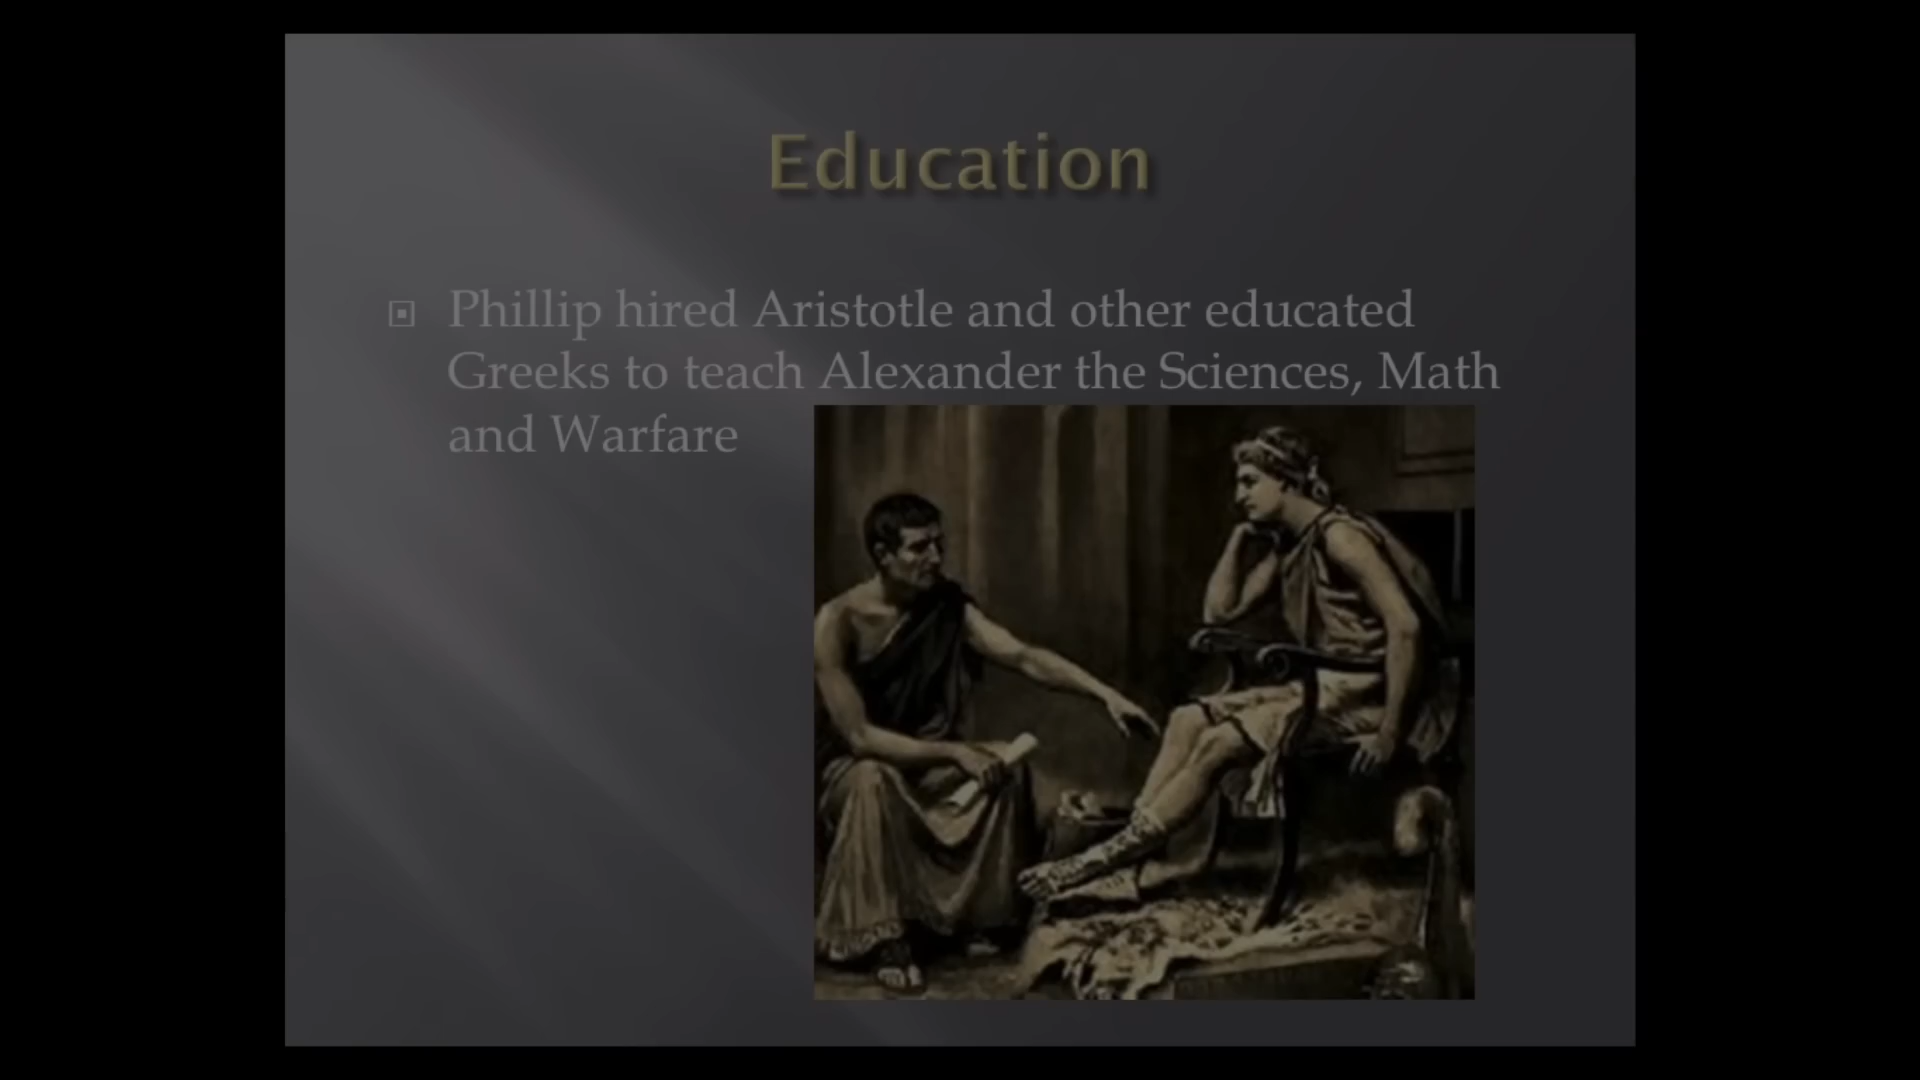 Education
Phillip hired Aristotle and other educated
Greeks to teach Alexander the Sciences, Math
and Warfare